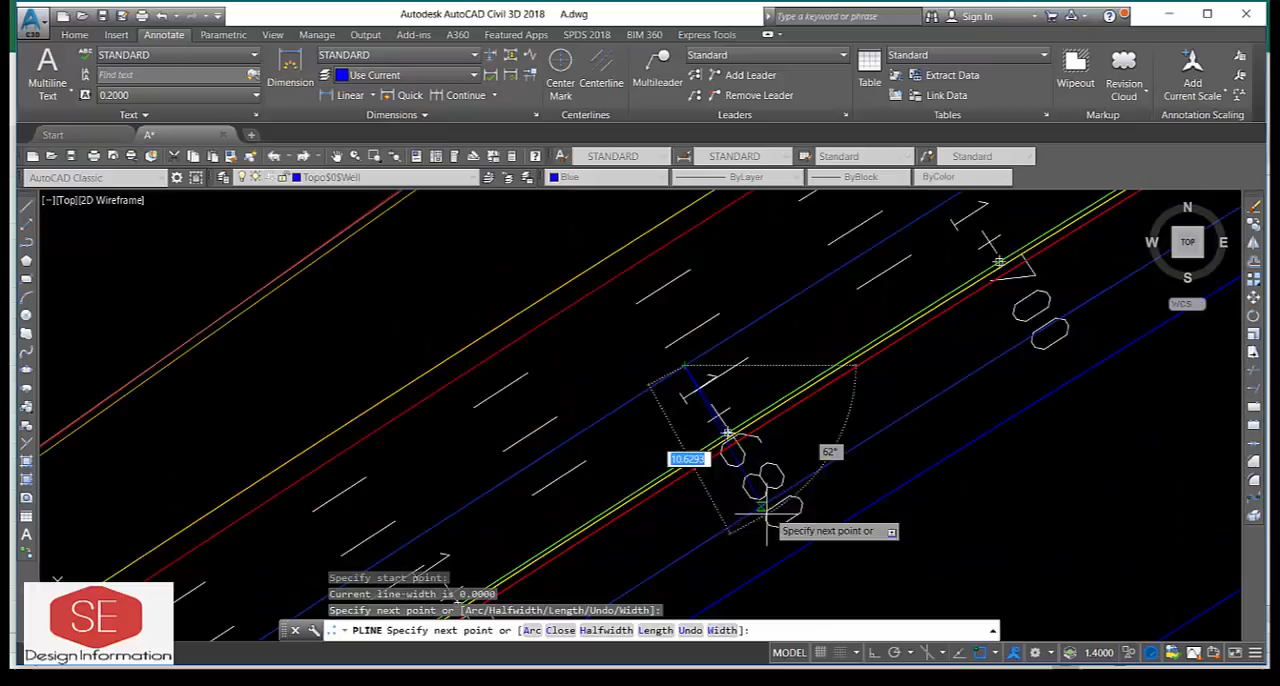 Autodesk AutoCAD Civil 3D 2018 A.dwg
Type a keyword or phrase
Sign In
C3D
Home Insert Annotate Parametric View Manage Output Add-ins A360 Featured Apps SPDS 2018 BIM 360 Express Tools
STANDARD
Find text
0.2000
Multiline
Text
Text
STANDARD
Use Current
Dimension
Linear Quick Continue
Dimensions
Center
Mark
Centerline
Centerlines
Standard
Multileader
Add Leader
Remove Leader
Leaders
Standard
Table
Extract Data
Link Data
Tables
Wipeout
Revision
Cloud
Markup
Add
Current Scale
Annotation Scaling
Start A*
STANDARD STANDARD Standard Standard
AutoCAD Classic Topo$0$Well Blue ByLayer ByBlock ByColor
[−][Top][2D Wireframe]
N
W TOP E
S
WCS
10.6293
62°
Specify next point or
Specify start point:
Current line-width is 0.0000
Specify next point or [Arc/Halfwidth/Length/Undo/Width]:
PLINE Specify next point or [Arc Close Halfwidth Length Undo Width]:
SE
Design Information
MODEL 1.4000